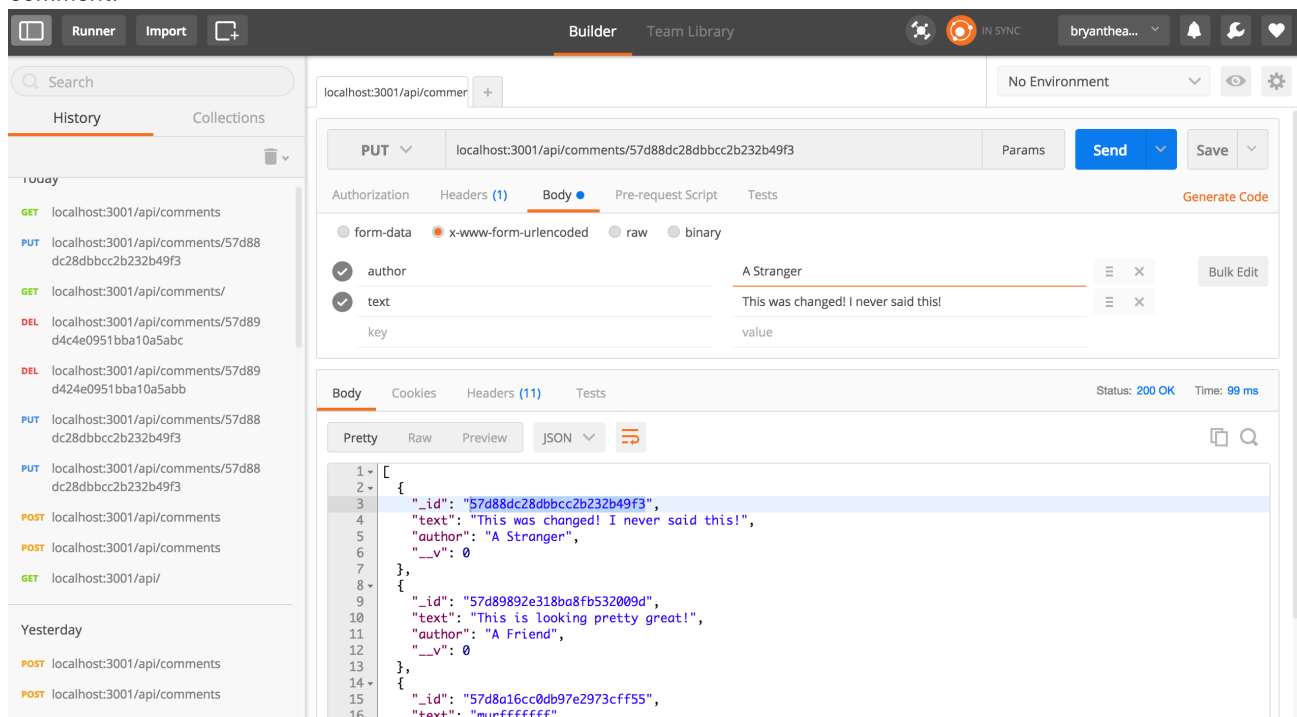 comment.
Runner
Import
Builder
Team Library
IN SYNC
bryanthea...
Search
History
Collections
Today
GET localhost:3001/api/comments
PUT localhost:3001/api/comments/57d88
dc28dbbcc2b232b49f3
GET localhost:3001/api/comments/
DEL localhost:3001/api/comments/57d89
d4c4e0951bba10a5abc
DEL localhost:3001/api/comments/57d89
d424e0951bba10a5abb
PUT localhost:3001/api/comments/57d88
dc28dbbcc2b232b49f3
PUT localhost:3001/api/comments/57d88
dc28dbbcc2b232b49f3
POST localhost:3001/api/comments
POST localhost:3001/api/comments
GET localhost:3001/api/
Yesterday
POST localhost:3001/api/comments
POST localhost:3001/api/comments
localhost:3001/api/commer
+
No Environment
PUT
localhost:3001/api/comments/57d88dc28dbbcc2b232b49f3
Params
Send
Save
Authorization
Headers (1)
Body
Pre-request Script
Tests
Generate Code
form-data
x-www-form-urlencoded
raw
binary
author A Stranger
Bulk Edit
text This was changed! I never said this!
key value
Body
Cookies
Headers (11)
Tests
Status: 200 OK
Time: 99 ms
Pretty
Raw
Preview
JSON
1 [
2 {
3 "_id": "57d88dc28dbbcc2b232b49f3",
4 "text": "This was changed! I never said this!",
5 "author": "A Stranger",
6 "__v": 0
7 },
8 {
9 "_id": "57d89892e318ba8fb532009d",
10 "text": "This is looking pretty great!",
11 "author": "A Friend",
12 "__v": 0
13 },
14 {
15 "_id": "57d8a16cc0db97e2973cff55",
16 "text": "murfffffff"